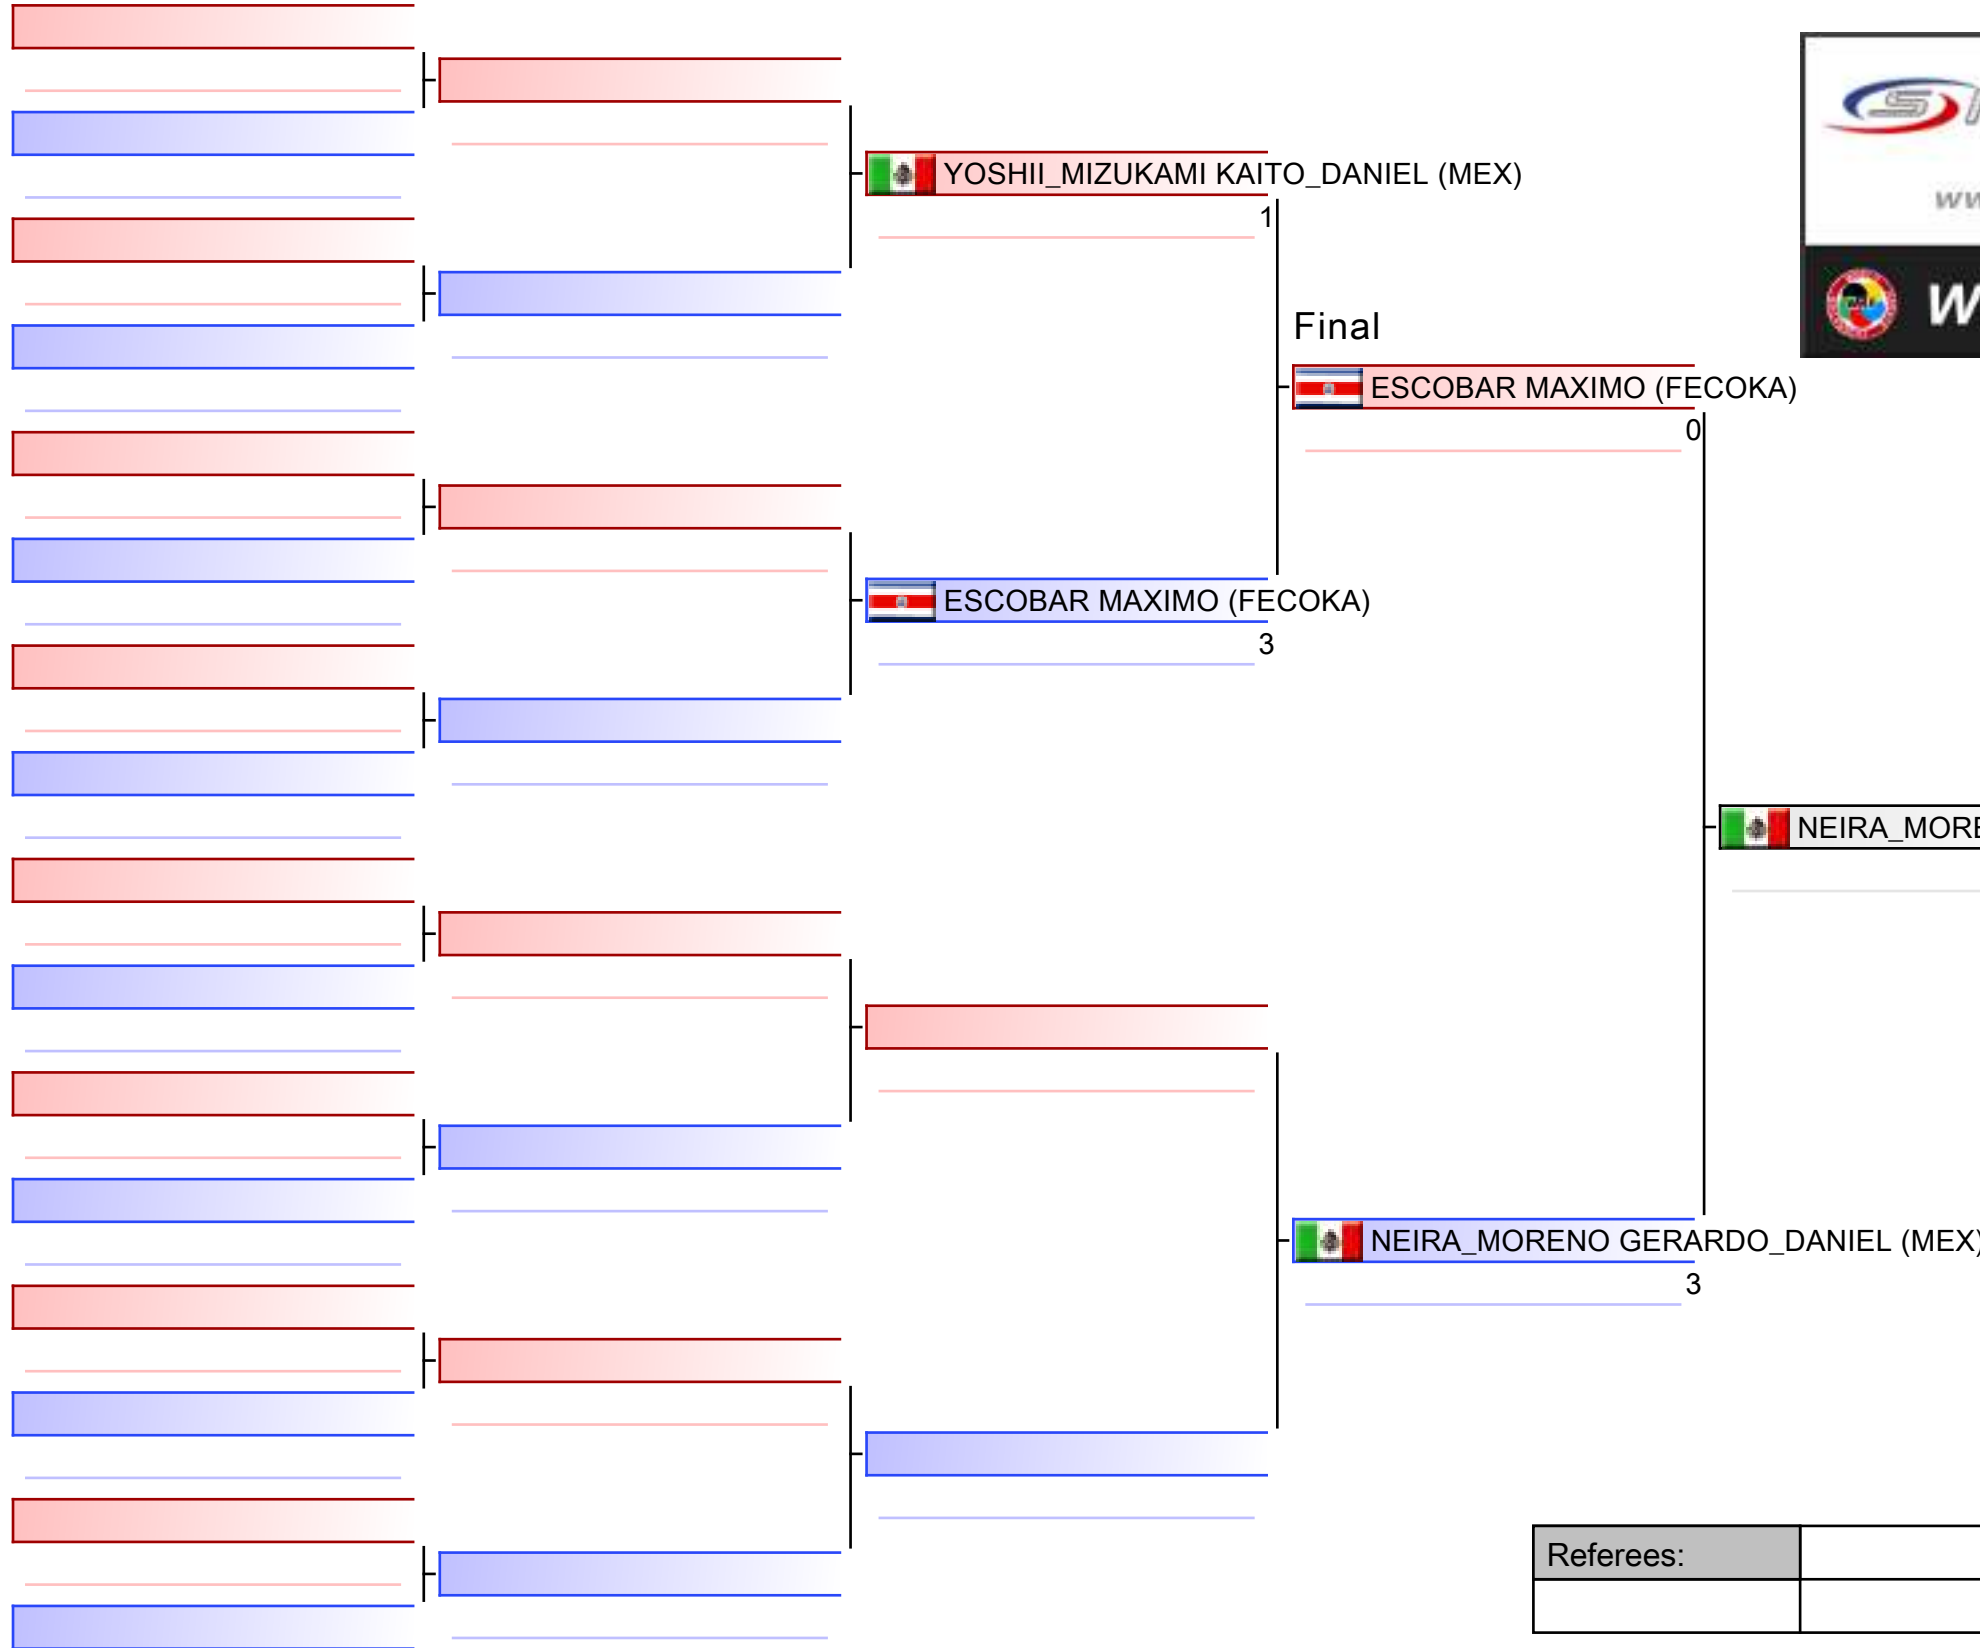 YOSHII_MIZUKAMI KAITO_DANIEL (MEX)
1
Final
ESCOBAR MAXIMO (FECOKA)
0
ESCOBAR MAXIMO (FECOKA)
3
NEIRA_MORE
NEIRA_MORENO GERARDO_DANIEL (MEX)
3
Referees: